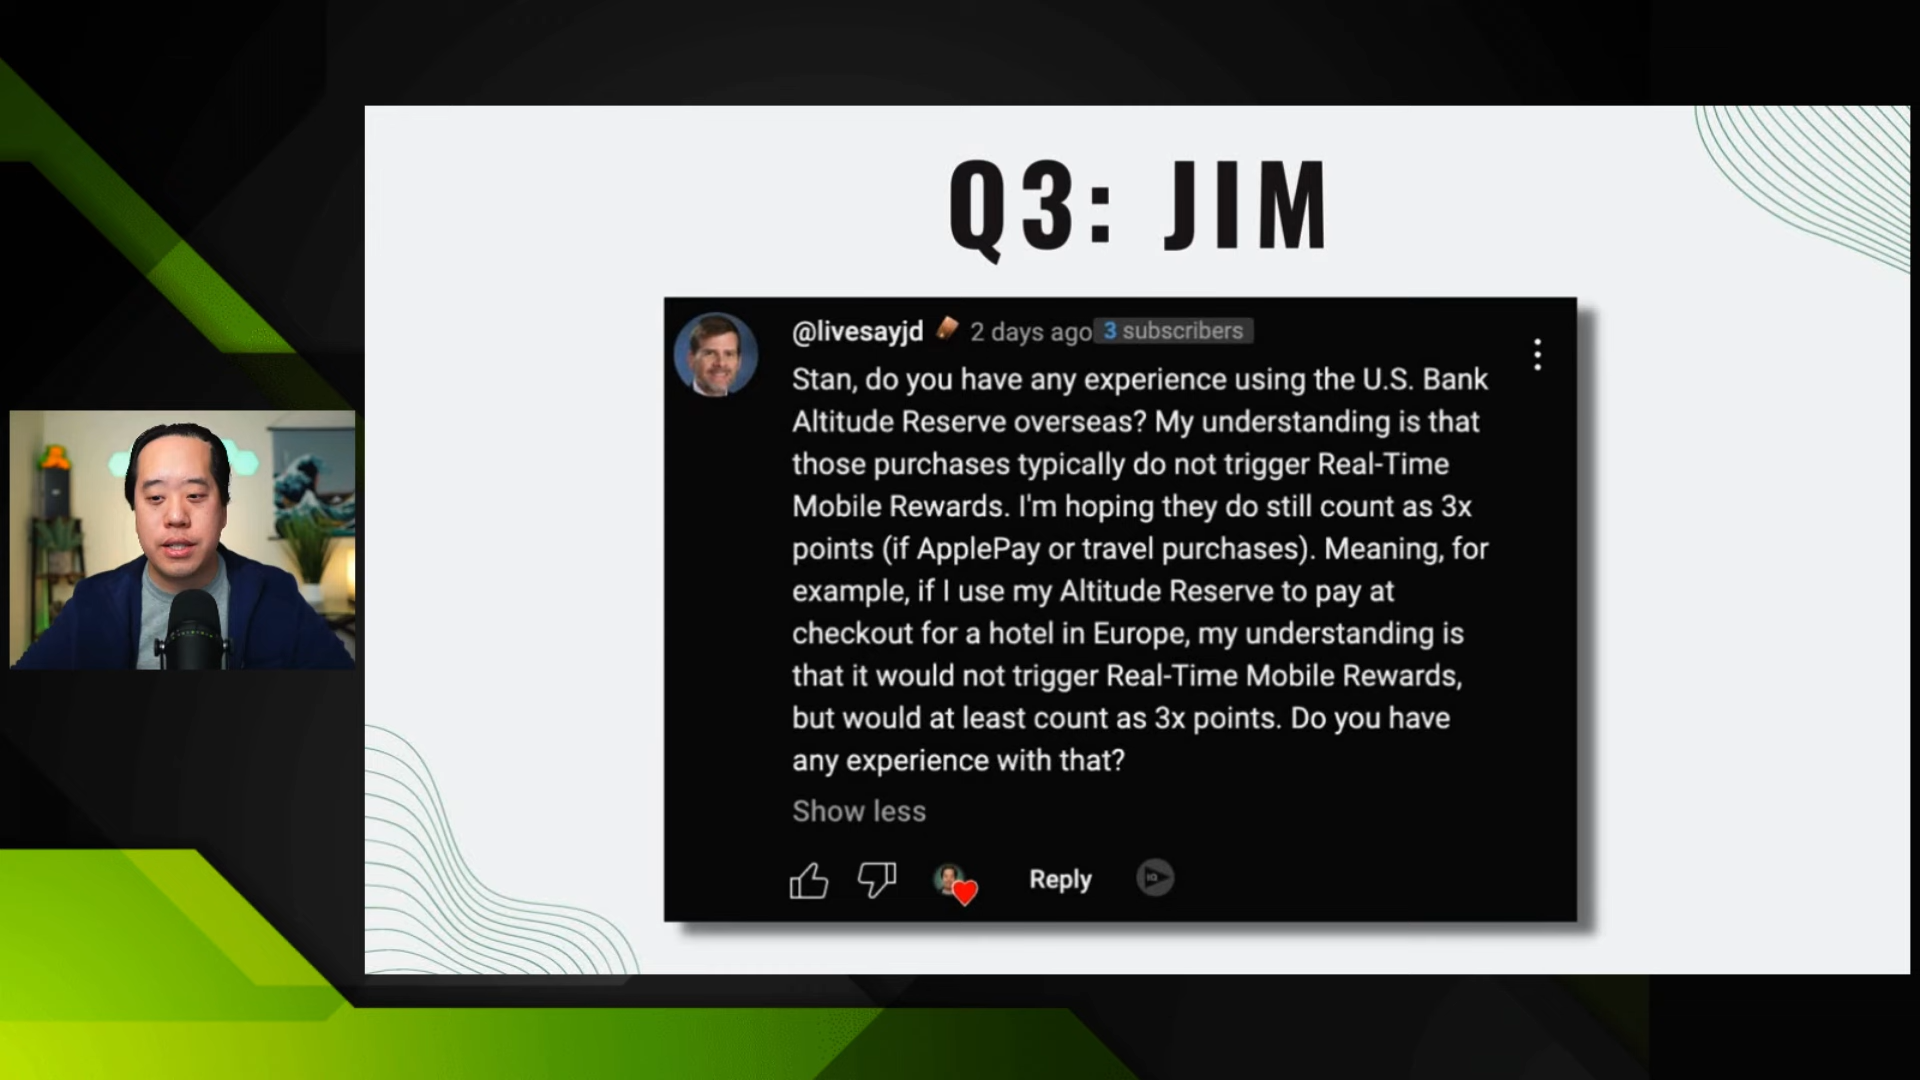 Q3: JIM
@livesayjd 2 days ago 3 subscribers
Stan, do you have any experience using the U.S. Bank
Altitude Reserve overseas? My understanding is that
those purchases typically do not trigger Real-Time
Mobile Rewards. I'm hoping they do still count as 3x
points (if ApplePay or travel purchases). Meaning, for
example, if I use my Altitude Reserve to pay at
checkout for a hotel in Europe, my understanding is
that it would not trigger Real-Time Mobile Rewards,
but would at least count as 3x points. Do you have
any experience with that?
Show less
Reply